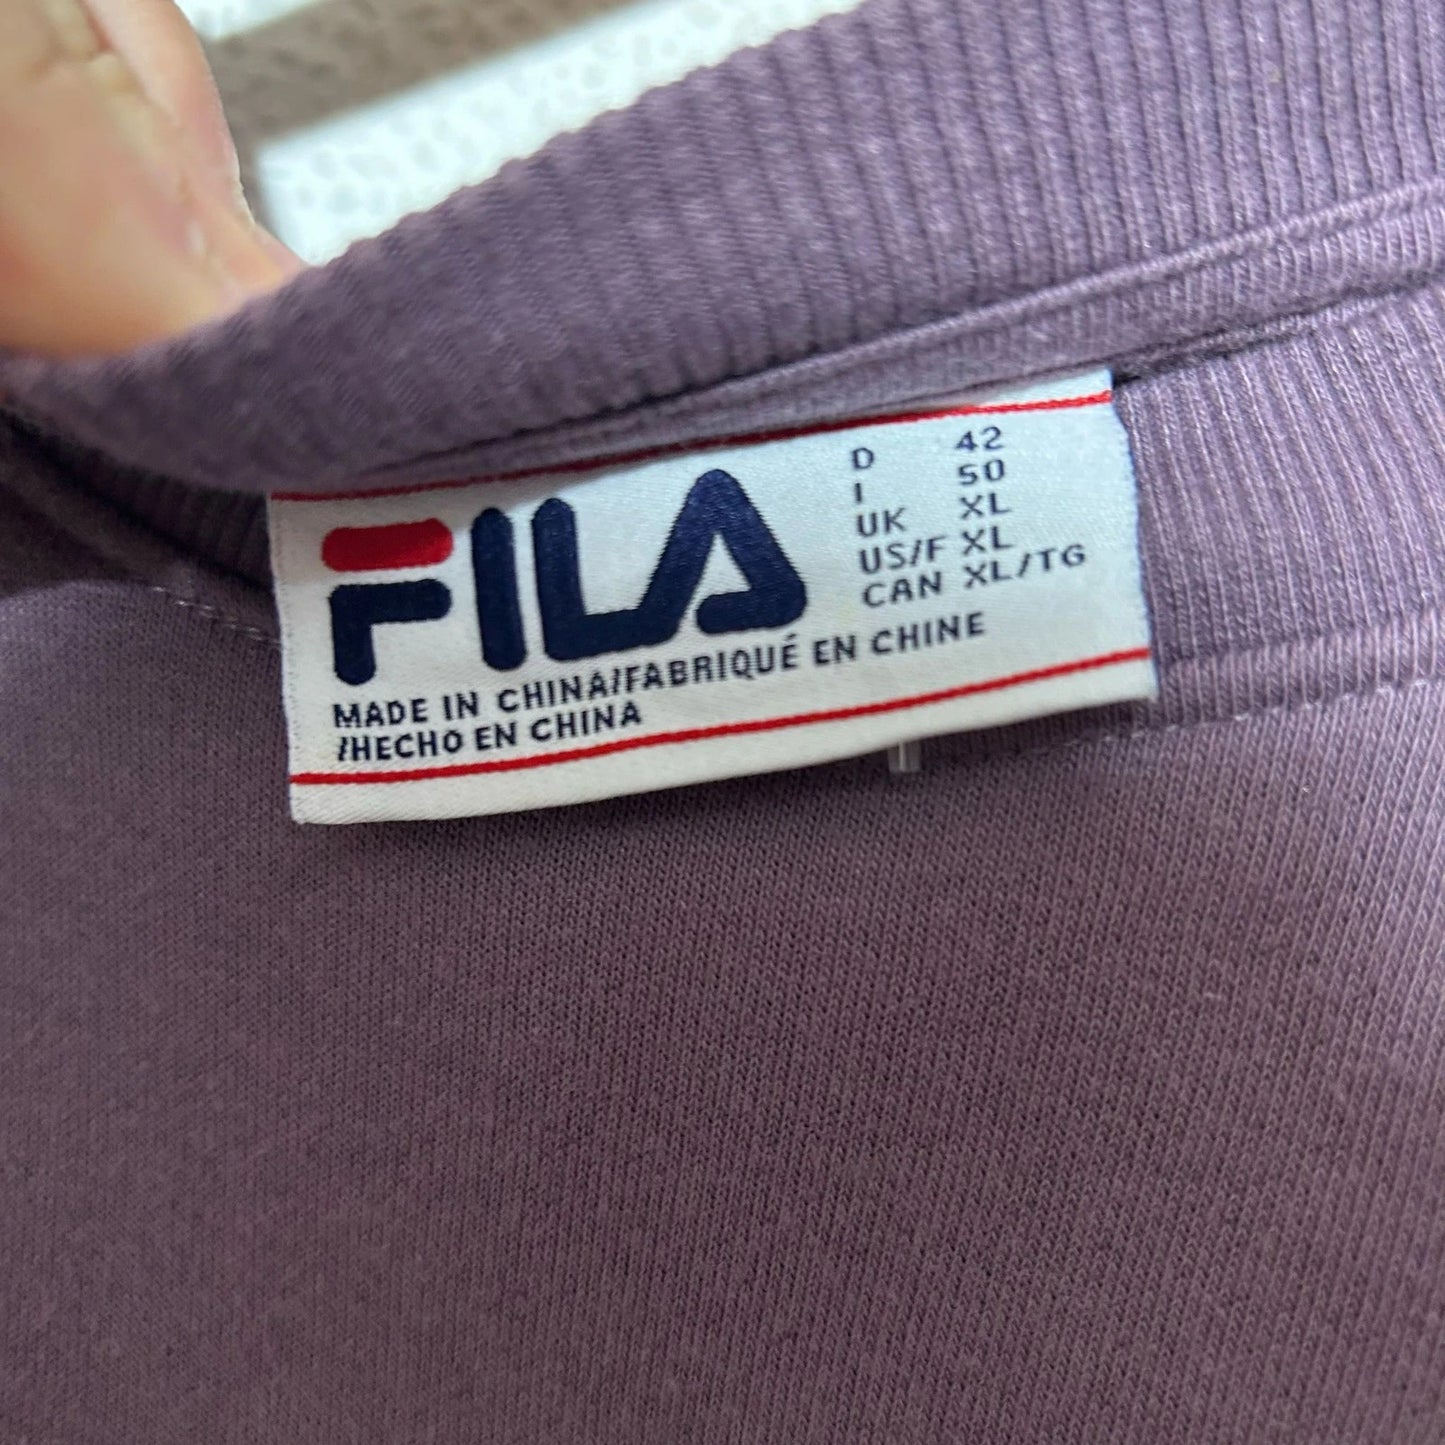 FILA
D 42
I 50
UK XL
US/F XL
CAN XL/TG
MADE IN CHINA/FABRIQUÉ EN CHINE
/HECHO EN CHINA